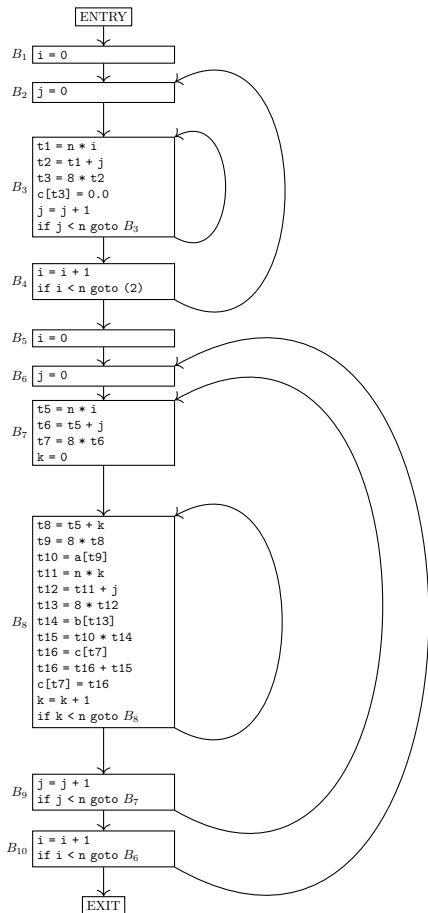 ENTRY
B1 i = 0
B2 j = 0
B3
t1 = n * i
t2 = t1 + j
t3 = 8 * t2
c[t3] = 0.0
j = j + 1
if j < n goto B3
B4
i = i + 1
if i < n goto (2)
B5 i = 0
B6 j = 0
B7
t5 = n * i
t6 = t5 + j
t7 = 8 * t6
k = 0
B8
t8 = t5 + k
t9 = 8 * t8
t10 = a[t9]
t11 = n * k
t12 = t11 + j
t13 = 8 * t12
t14 = b[t13]
t15 = t10 * t14
t16 = c[t7]
t16 = t16 + t15
c[t7] = t16
k = k + 1
if k < n goto B8
B9
j = j + 1
if j < n goto B7
B10
i = i + 1
if i < n goto B6
EXIT